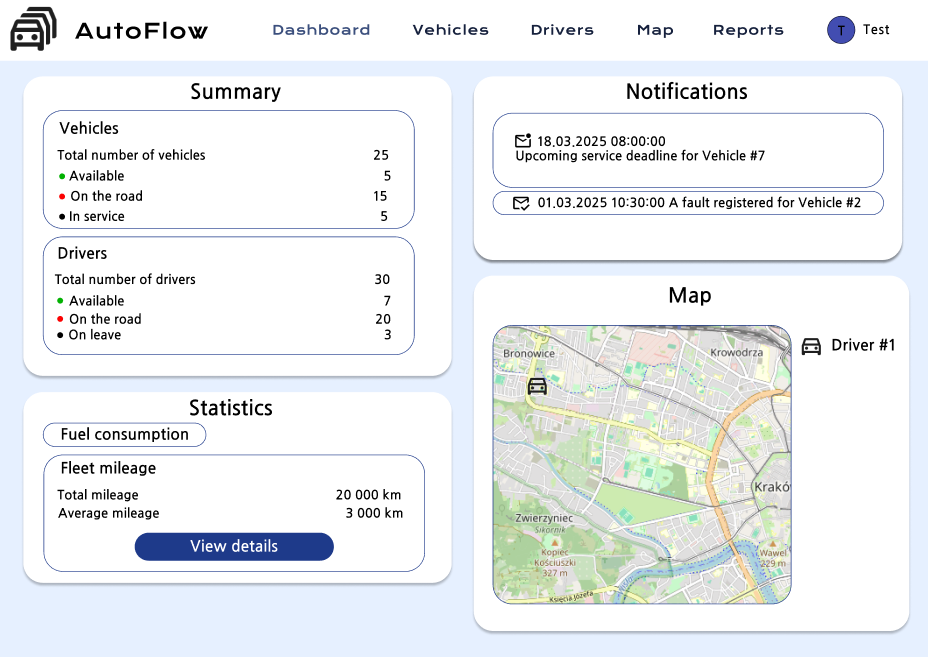 AutoFlow
Dashboard
Vehicles
Drivers
Map
Reports
T
Test
Summary
Vehicles
Total number of vehicles 25
Available 5
On the road 15
In service 5
Drivers
Total number of drivers 30
Available 7
On the road 20
On leave 3
Statistics
Fuel consumption
Fleet mileage
Total mileage 20 000 km
Average mileage 3 000 km
View details
Notifications
18.03.2025 08:00:00
Upcoming service deadline for Vehicle #7
01.03.2025 10:30:00 A fault registered for Vehicle #2
Map
Driver #1
Bronowice
Krowodrza
Krakó
Zwierzyniec
Sikornik
Kopiec
Kościuszki
327 m
Wawel
229 m
Księcia Józefa